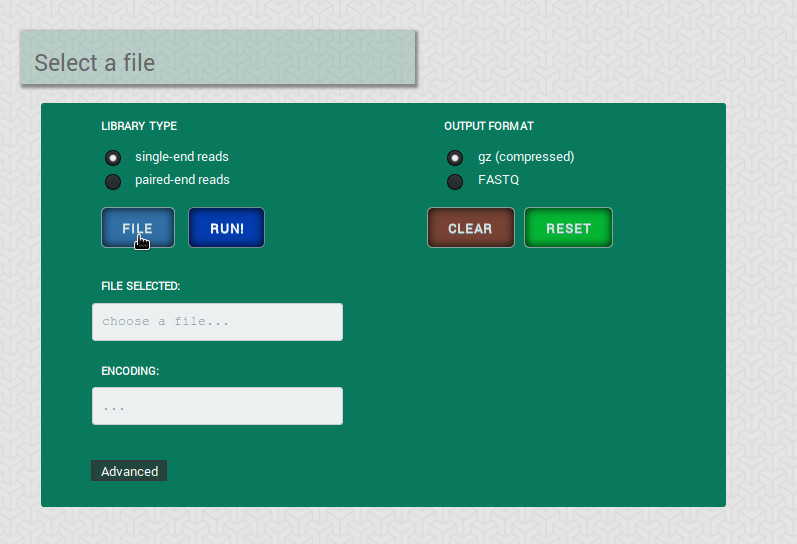 Select a file
LIBRARY TYPE
single-end reads
paired-end reads
OUTPUT FORMAT
gz (compressed)
FASTQ
FILE RUN! CLEAR RESET
FILE SELECTED:
choose a file...
ENCODING:
...
Advanced